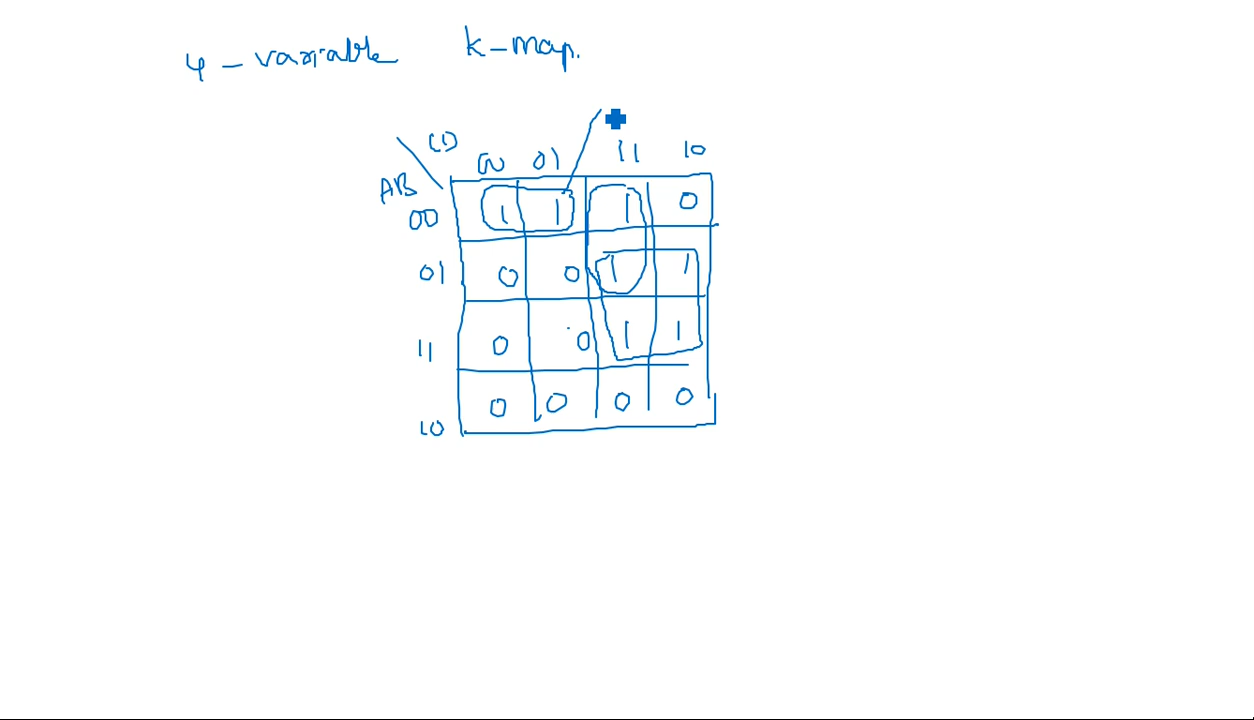 4 - variable k-map.
CD
00 01 11 10
AB
00 1 1 1 0
01 0 0 1 1
11 0 0 1 1
10 0 0 0 0